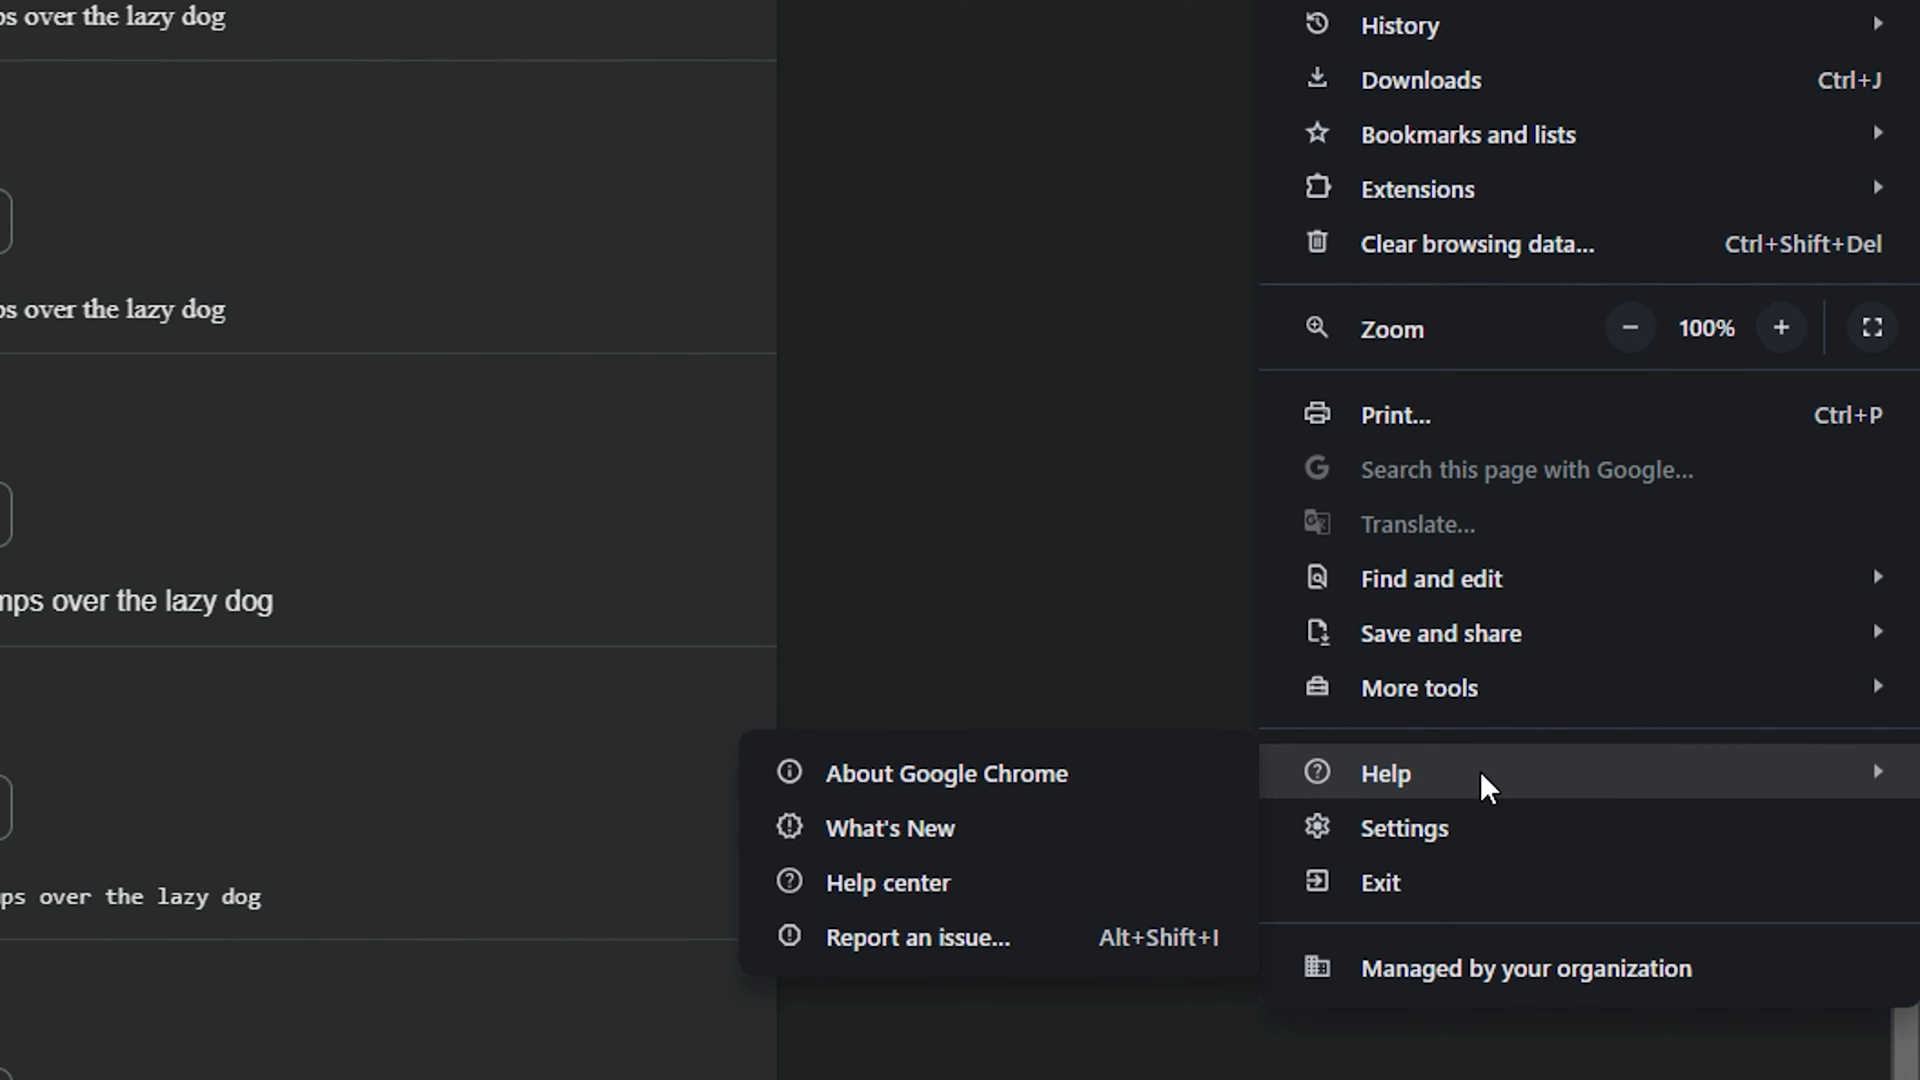 ps over the lazy dog
ps over the lazy dog
mps over the lazy dog
ps over the lazy dog
History
Downloads Ctrl+J
Bookmarks and lists
Extensions
Clear browsing data... Ctrl+Shift+Del
Zoom − 100% +
Print... Ctrl+P
Search this page with Google...
Translate...
Find and edit
Save and share
More tools
Help
Settings
Exit
Managed by your organization
About Google Chrome
What's New
Help center
Report an issue... Alt+Shift+I